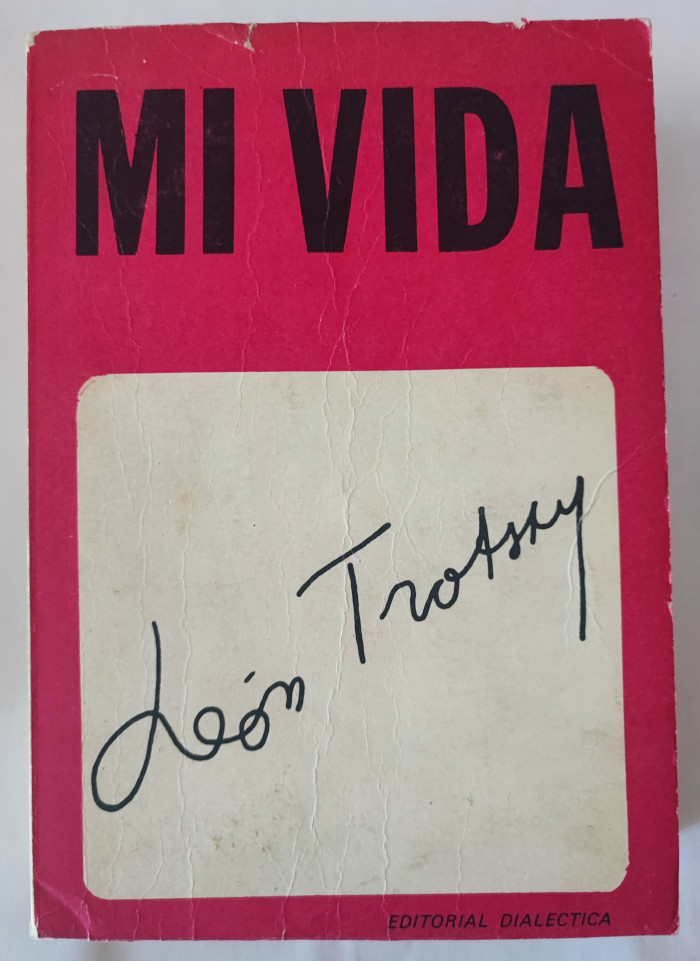 MI VIDA
León Trotsky
EDITORIAL DIALECTICA